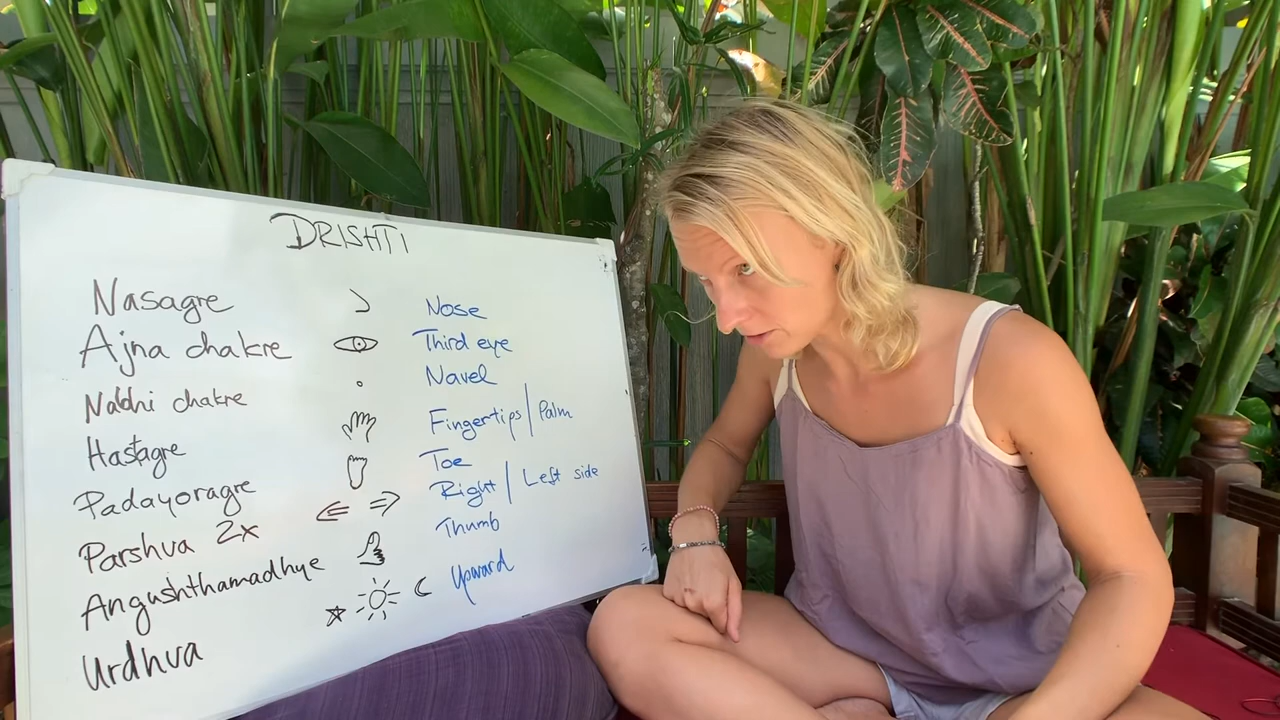 DRISHTI
Nasagre Nose
Ajna chakre Third eye
Nabhi chakre Navel
Hastagre Fingertips/Palm
Padayoragre Toe
Parshva 2x Right/Left side
Angushthamadhye Thumb
Urdhva Upward